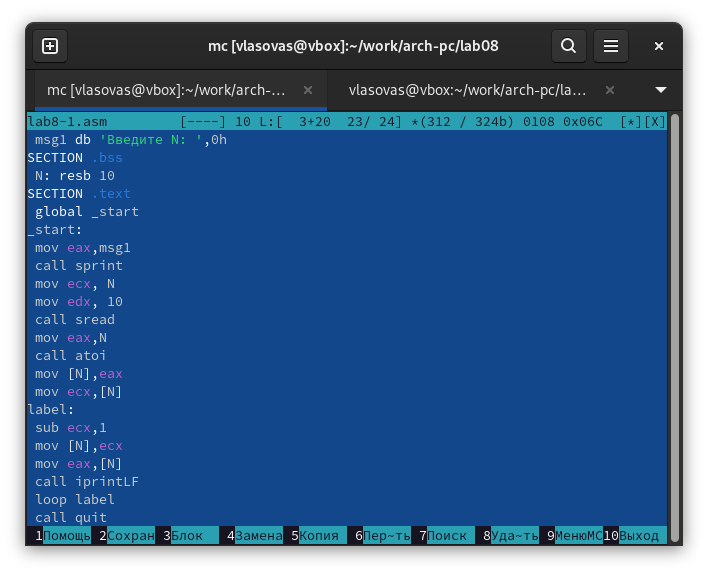 mc [vlasovas@vbox]:~/work/arch-pc/lab08
mc [vlasovas@vbox]:~/work/arch-... vlasovas@vbox:~/work/arch-pc/la...
lab8-1.asm [----] 10 L:[ 3+20 23/ 24] *(312 / 324b) 0108 0x06C [*][X]
msg1 db 'Введите N: ',0h
SECTION .bss
N: resb 10
SECTION .text
global _start
_start:
mov eax,msg1
call sprint
mov ecx, N
mov edx, 10
call sread
mov eax,N
call atoi
mov [N],eax
mov ecx,[N]
label:
sub ecx,1
mov [N],ecx
mov eax,[N]
call iprintLF
loop label
call quit
1Помощь 2Сохран 3Блок 4Замена 5Копия 6Пер~ть 7Поиск 8Уда~ть 9МенюМС 10Выход